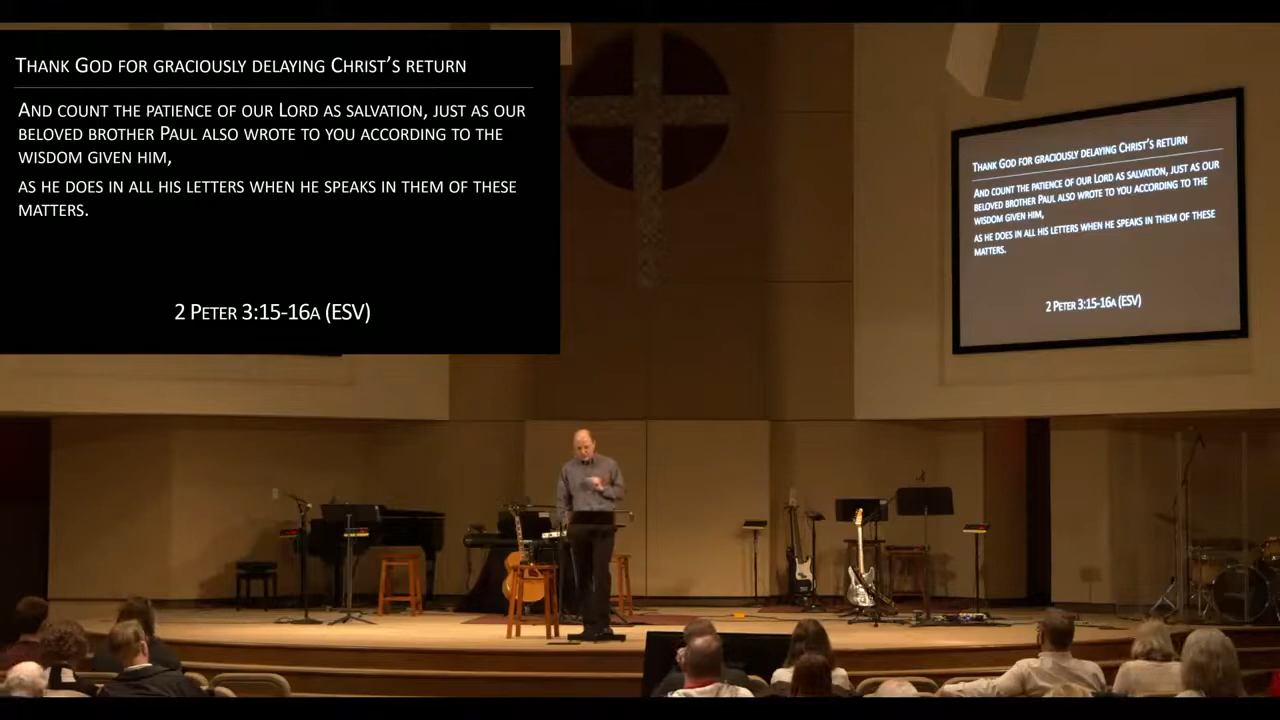 Thank God for graciously delaying Christ's return
And count the patience of our Lord as salvation, just as our
beloved brother Paul also wrote to you according to the
wisdom given him,
as he does in all his letters when he speaks in them of these
matters.
2 Peter 3:15-16a (ESV)
Thank God for graciously delaying Christ's return
And count the patience of our Lord as salvation, just as our
beloved brother Paul also wrote to you according to the
wisdom given him,
as he does in all his letters when he speaks in them of these
matters.
2 Peter 3:15-16a (ESV)